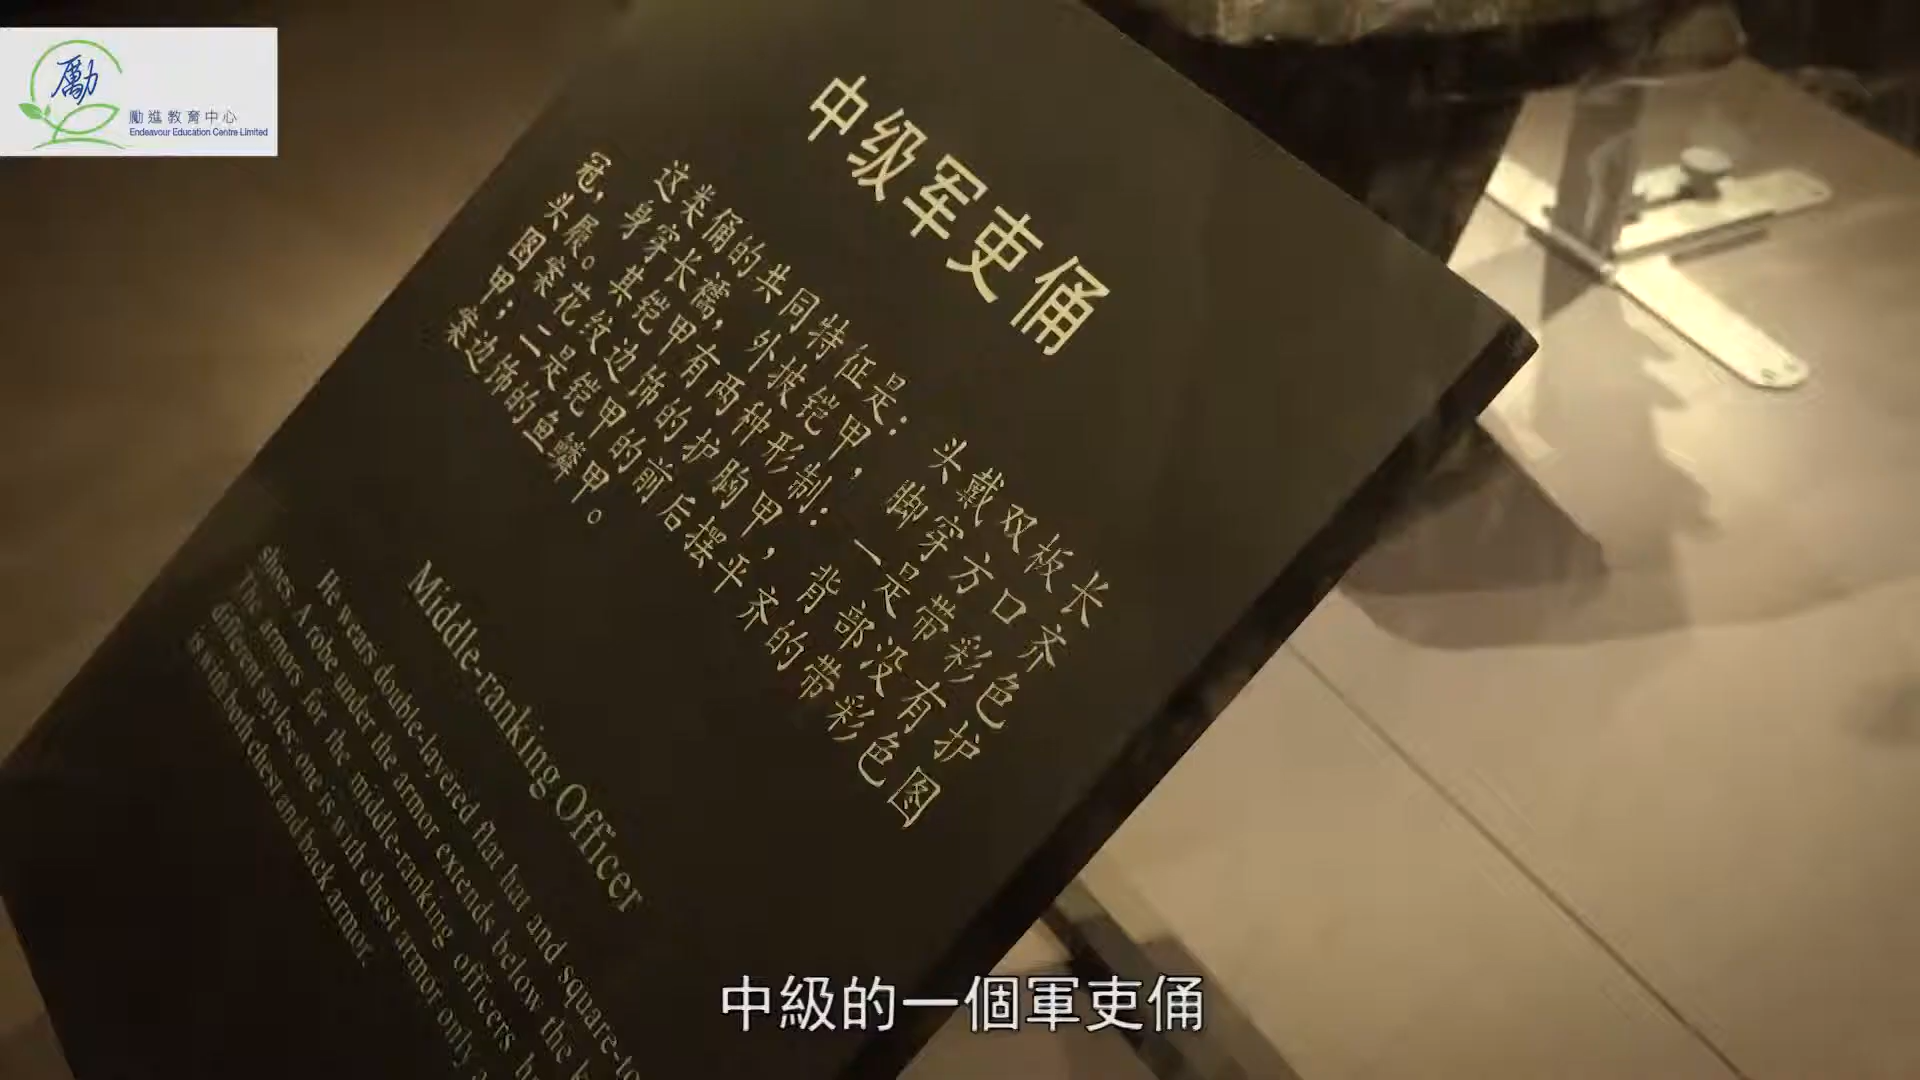 勵
勵進教育中心
Endeavour Education Centre Limited
中级军吏俑
这类俑的共同特征是：头戴双板长
冠，身穿长襦，外披铠甲，脚穿方口齐
头履。其铠甲有两种形制：一是带彩色
图案花纹边饰的护胸甲，背部没有护
甲；二是铠甲的前后摆平齐的带彩色图
案边饰的鱼鳞甲。
Middle-ranking Officer
He wears double-layered flat hat and square-to
shoes. A robe under the armor extends below the k
The armors for the middle-ranking officers h
different styles: one is with chest armor only
is with both chest and back armor.
中級的一個軍吏俑